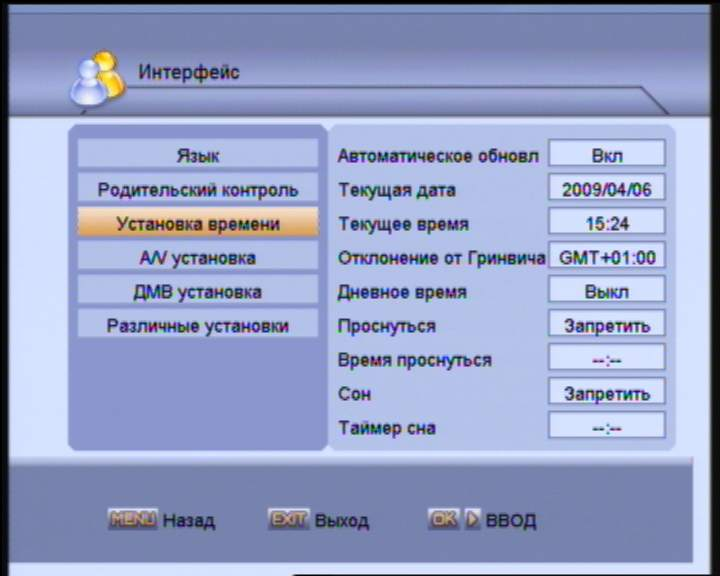 Интерфейс
Язык
Родительский контроль
Установка времени
A/V установка
ДМВ установка
Различные установки
Автоматическое обновл Вкл
Текущая дата 2009/04/06
Текущее время 15:24
Отклонение от Гринвича GMT+01:00
Дневное время Выкл
Проснуться Запретить
Время проснуться --:--
Сон Запретить
Таймер сна --:--
MENU Назад EXIT Выход OK ВВОД